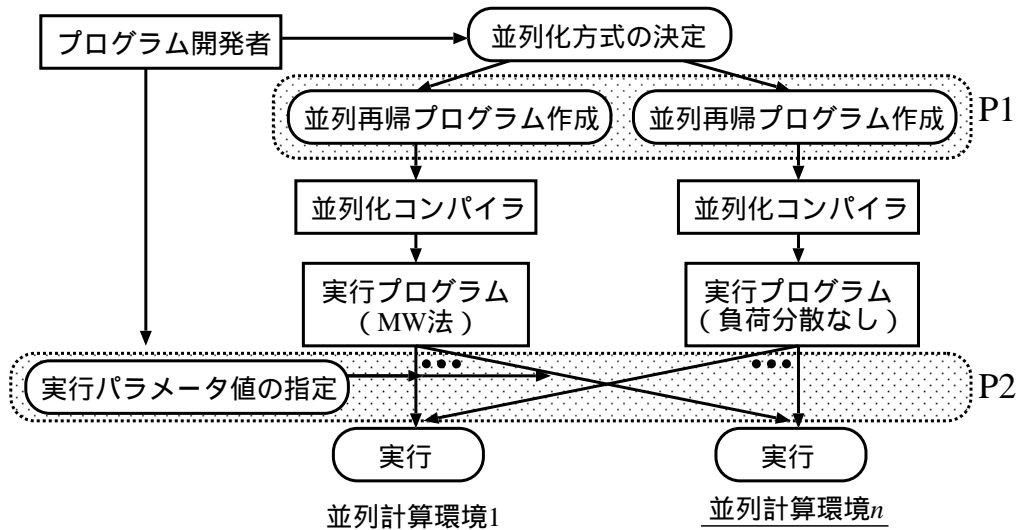 プログラム開発者
並列化方式の決定
並列再帰プログラム作成
並列再帰プログラム作成
P1
並列化コンパイラ
並列化コンパイラ
実行プログラム
（MW法）
実行プログラム
（負荷分散なし）
実行パラメータ値の指定
P2
実行
実行
並列計算環境1
並列計算環境n